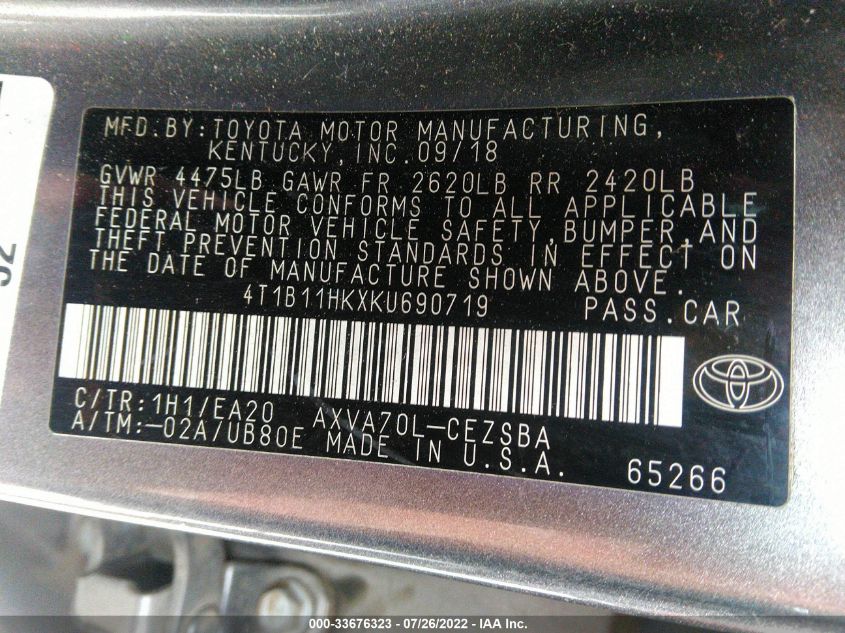 MFD.BY:TOYOTA MOTOR MANUFACTURING,
KENTUCKY,INC.09/18
GVWR 4475LB GAWR FR 2620LB RR 2420LB
THIS VEHICLE CONFORMS TO ALL APPLICABLE
FEDERAL MOTOR VEHICLE SAFETY,BUMPER,AND
THEFT PREVENTION STANDARDS IN EFFECT ON
THE DATE OF MANUFACTURE SHOWN ABOVE.
4T1B11HKXKU690719 PASS.CAR
C/TR:1H1/EA20 AXVA70L-CEZSBA
A/TM:-02A/UB80E MADE IN U.S.A.
65266
000-33676323 - 07/26/2022 - IAA Inc.